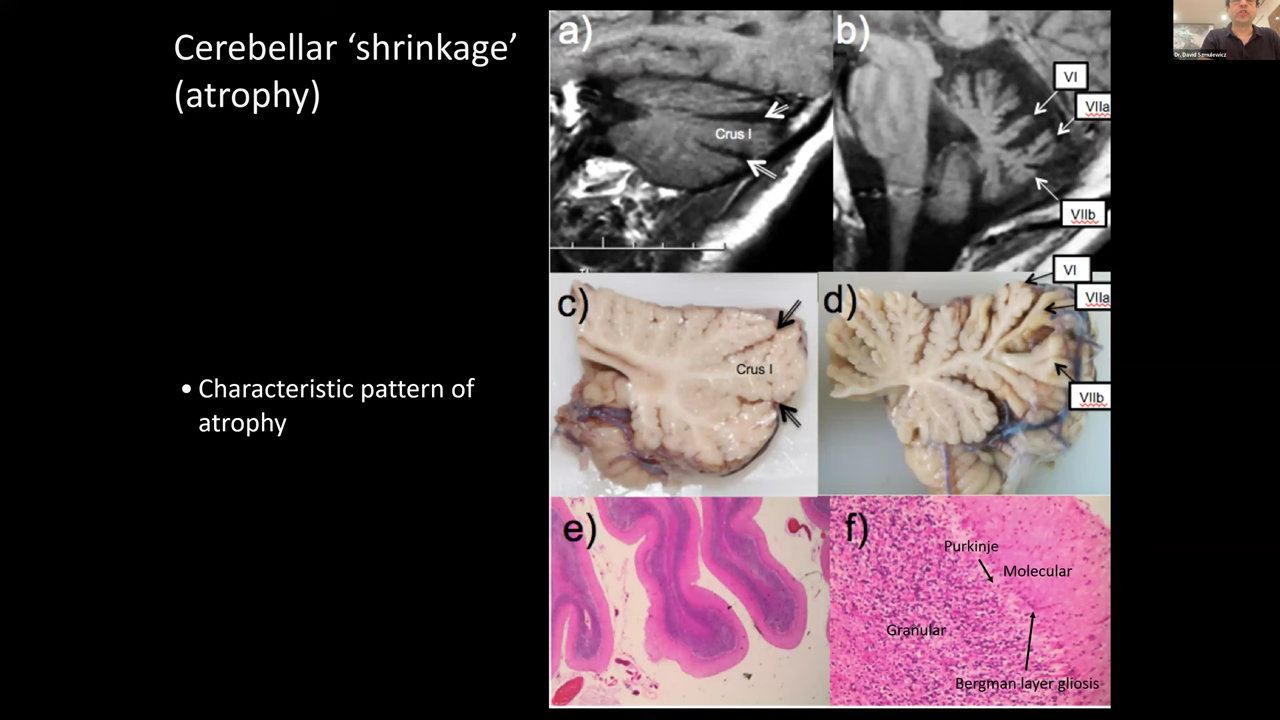 Cerebellar ‘shrinkage’
(atrophy)
• Characteristic pattern of
atrophy
a)
Crus I
b)
VI
VIIa
VIIb
c)
Crus I
d)
VI
VIIa
VIIb
e)
f)
Purkinje
Molecular
Granular
Bergman layer gliosis
Dr. David Szmulewicz